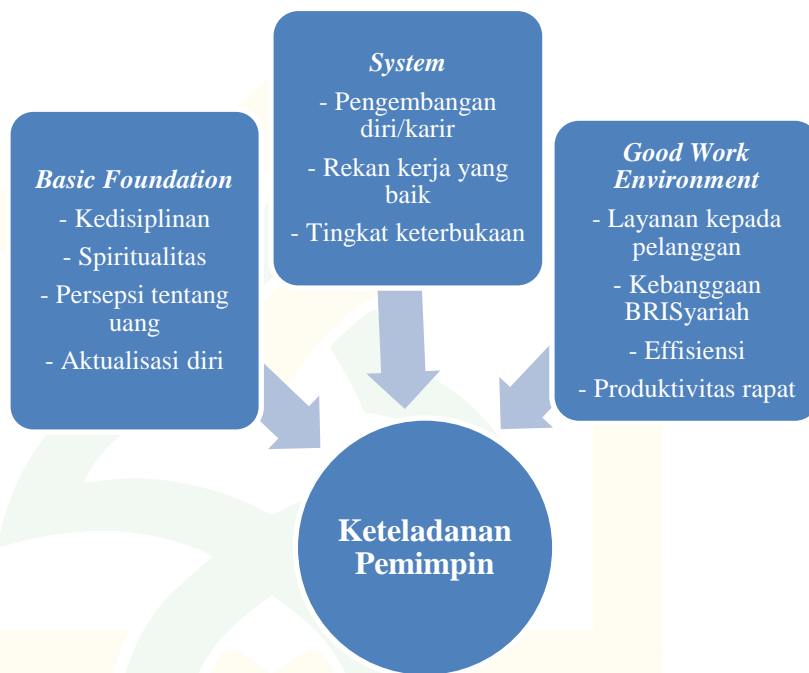 Basic Foundation
- Kedisiplinan
- Spiritualitas
- Persepsi tentang
uang
- Aktualisasi diri
System
- Pengembangan
diri/karir
- Rekan kerja yang
baik
- Tingkat keterbukaan
Good Work
Environment
- Layanan kepada
pelanggan
- Kebanggaan
BRISyariah
- Effisiensi
- Produktivitas rapat
Keteladanan
Pemimpin